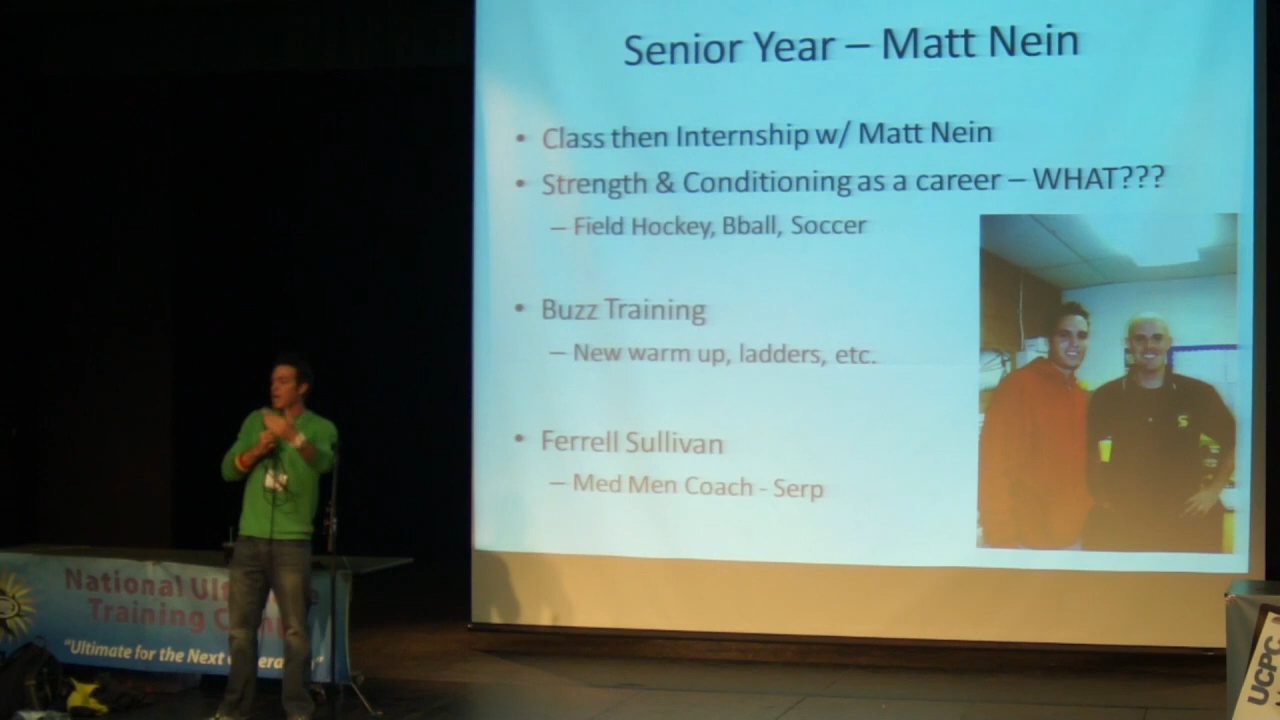 Senior Year – Matt Nein
• Class then Internship w/ Matt Nein
• Strength & Conditioning as a career – WHAT???
– Field Hockey, Bball, Soccer
• Buzz Training
– New warm up, ladders, etc.
• Ferrell Sullivan
– Med Men Coach - Serp
National
Training
"Ultimate for the Next
UCPC